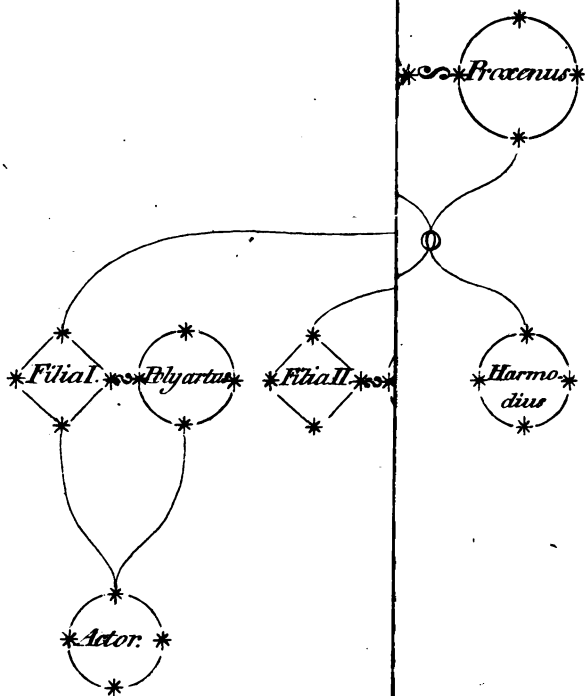 Proxenus
Filia I.
Polyartus
Filia II.
Harmo-
dius
Actor.